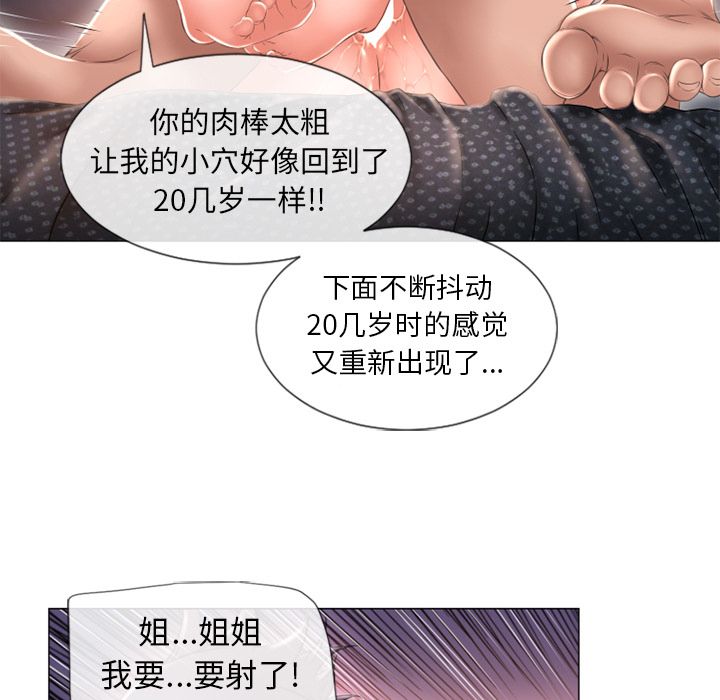 你的肉棒太粗
让我的小穴好像回到了
20几岁一样!!
下面不断抖动
20几岁时的感觉
又重新出现了...
姐...姐姐
我要...要射了!